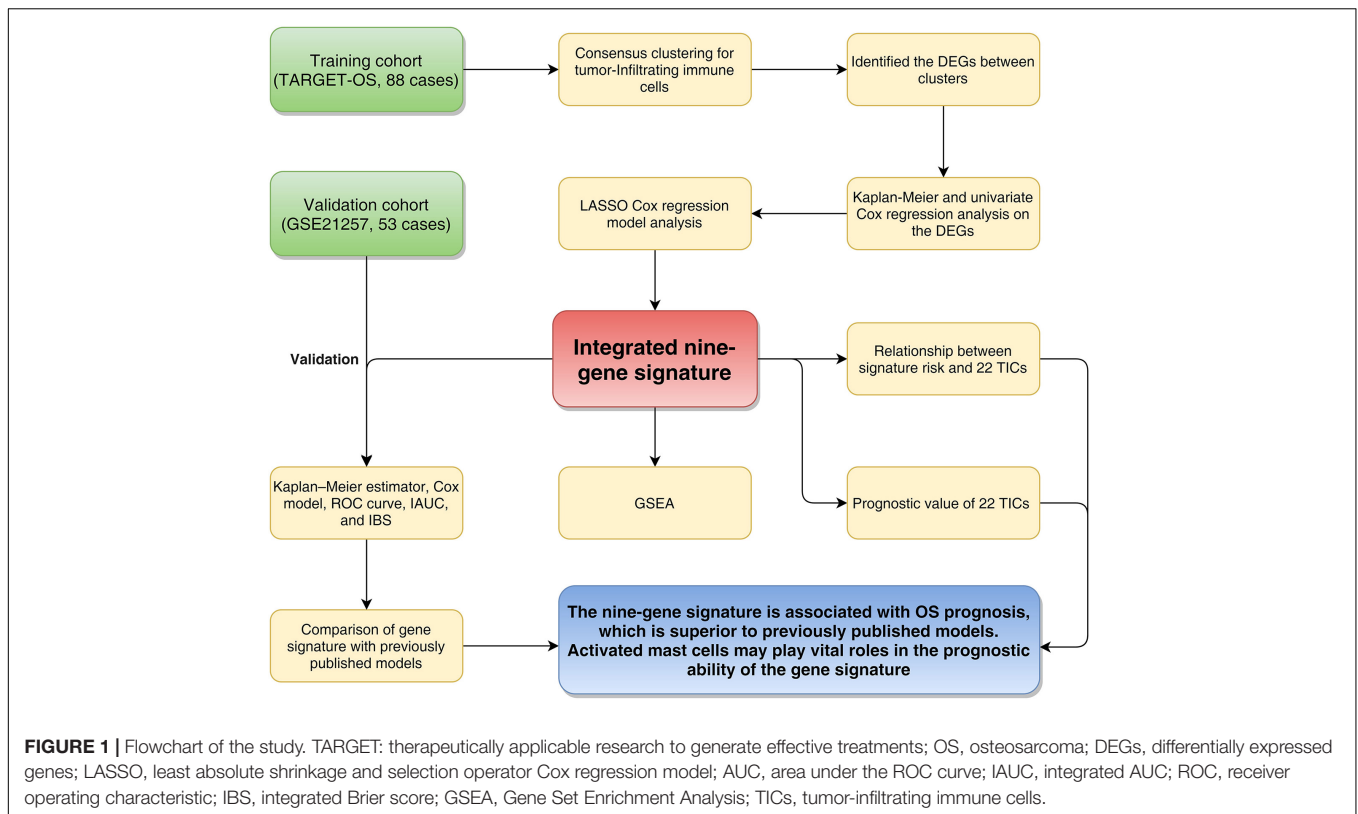 Training cohort
(TARGET-OS, 88 cases)
Consensus clustering for
tumor-Infiltrating immune
cells
Identified the DEGs between
clusters
Validation cohort
(GSE21257, 53 cases)
LASSO Cox regression
model analysis
Kaplan-Meier and univariate
Cox regression analysis on
the DEGs
Validation
Integrated nine-
gene signature
Relationship between
signature risk and 22 TICs
Kaplan–Meier estimator, Cox
model, ROC curve, IAUC,
and IBS
GSEA
Prognostic value of 22 TICs
Comparison of gene
signature with previously
published models
The nine-gene signature is associated with OS prognosis,
which is superior to previously published models.
Activated mast cells may play vital roles in the prognostic
ability of the gene signature
FIGURE 1 | Flowchart of the study. TARGET: therapeutically applicable research to generate effective treatments; OS, osteosarcoma; DEGs, differentially expressed
genes; LASSO, least absolute shrinkage and selection operator Cox regression model; AUC, area under the ROC curve; IAUC, integrated AUC; ROC, receiver
operating characteristic; IBS, integrated Brier score; GSEA, Gene Set Enrichment Analysis; TICs, tumor-infiltrating immune cells.